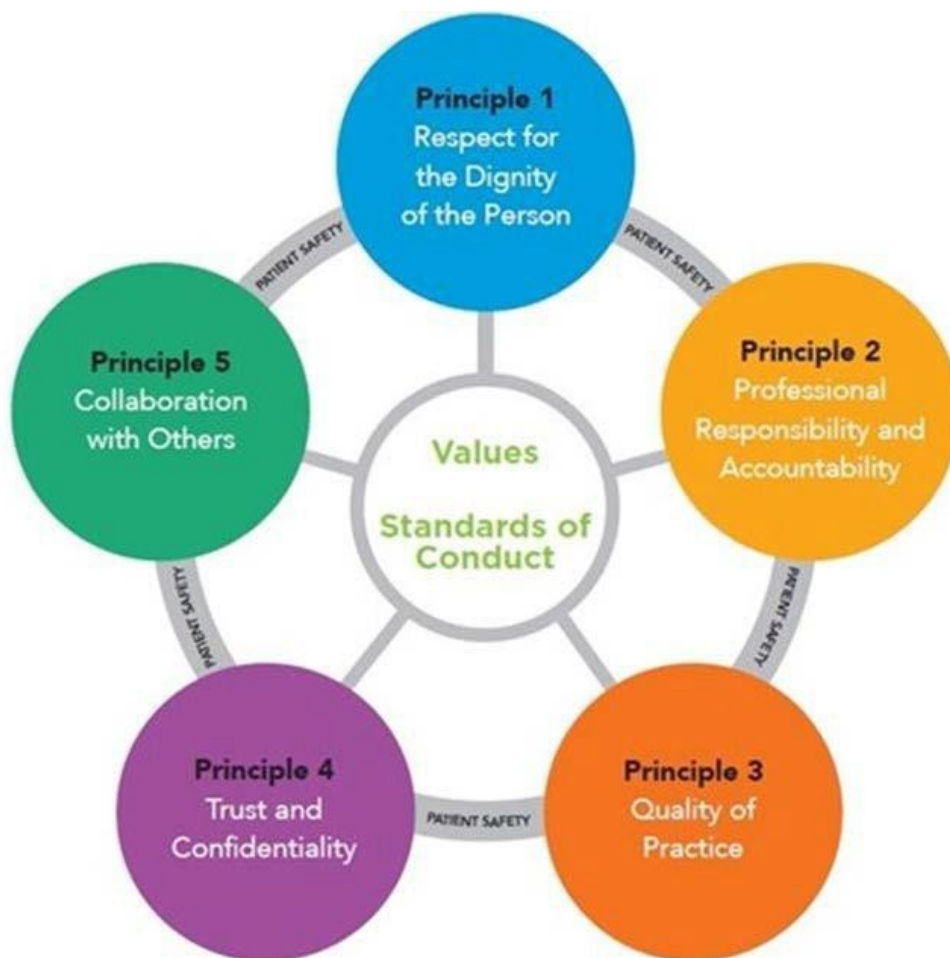 Principle 1
Respect for
the Dignity
of the Person
PATIENT SAFETY
PATIENT SAFETY
Principle 5
Collaboration
with Others
Principle 2
Professional
Responsibility and
Accountability
Values
Standards of
Conduct
PATIENT SAFETY
PATIENT SAFETY
Principle 4
Trust and
Confidentiality
PATIENT SAFETY
Principle 3
Quality of
Practice